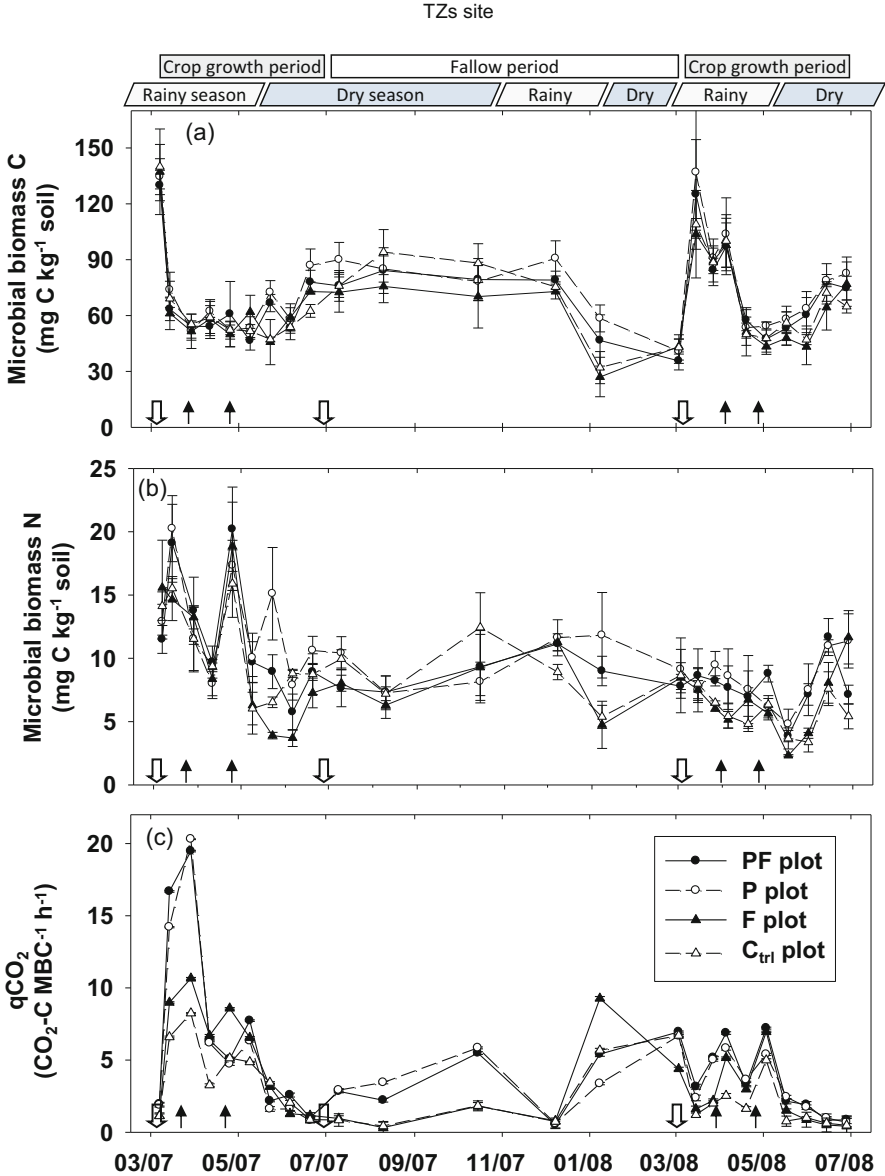 TZs site
Crop growth period
Fallow period
Crop growth period
Rainy season
Dry season
Rainy
Dry
Rainy
Dry
(a)
Microbial biomass C
(mg C kg⁻¹ soil)
150
120
90
60
30
0
(b)
Microbial biomass N
(mg C kg⁻¹ soil)
25
20
15
10
5
0
(c)
qCO₂
(CO₂-C MBC⁻¹ h⁻¹)
20
15
10
5
0
PF plot
P plot
F plot
Cₜᵣₗ plot
03/07 05/07 07/07 09/07 11/07 01/08 03/08 05/08 07/08